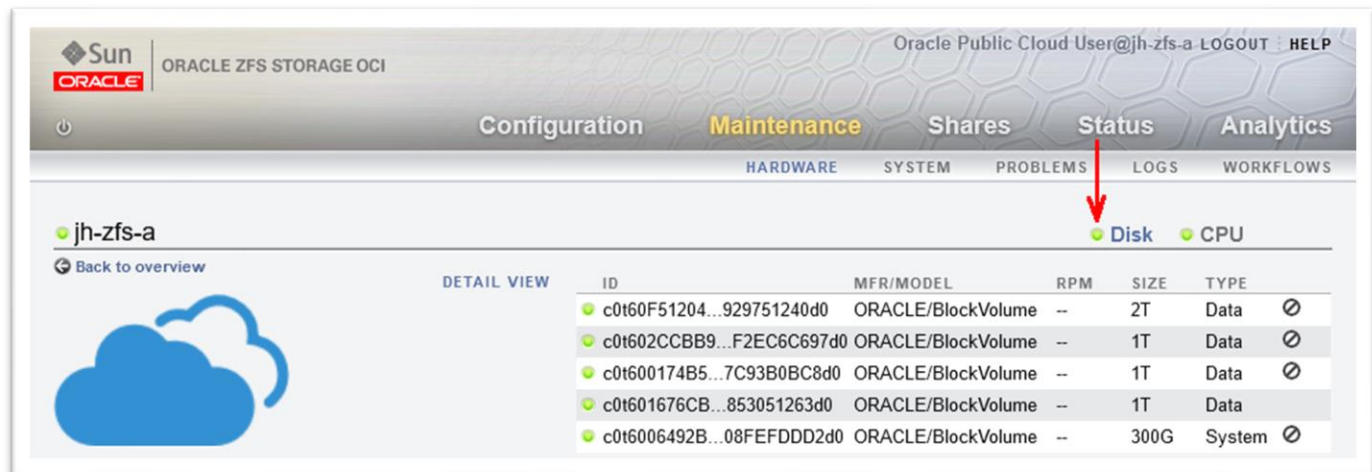 Sun
ORACLE
ORACLE ZFS STORAGE OCI
Oracle Public Cloud User@jh-zfs-a LOGOUT HELP
Configuration Maintenance Shares Status Analytics
HARDWARE SYSTEM PROBLEMS LOGS WORKFLOWS
jh-zfs-a
Disk CPU
Back to overview
DETAIL VIEW
ID MFR/MODEL RPM SIZE TYPE
c0t60F51204...929751240d0 ORACLE/BlockVolume -- 2T Data
c0t602CCBB9...F2EC6C697d0 ORACLE/BlockVolume -- 1T Data
c0t600174B5...7C93B0BC8d0 ORACLE/BlockVolume -- 1T Data
c0t601676CB...853051263d0 ORACLE/BlockVolume -- 1T Data
c0t6006492B...08FEFDDD2d0 ORACLE/BlockVolume -- 300G System